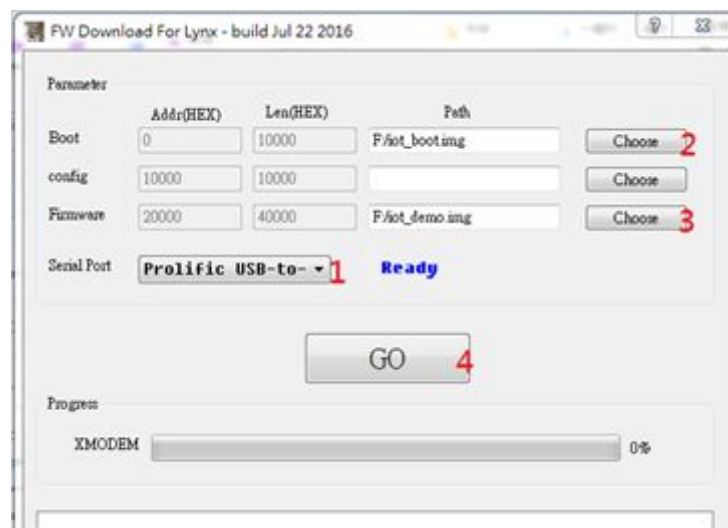 FW Download For Lynx - build Jul 22 2016
Parameter
Addr(HEX) Len(HEX) Path
Boot 0 10000 F:/iot_boot.img Choose 2
config 10000 10000 Choose
Firmware 20000 40000 F:/iot_demo.img Choose 3
Serial Port Prolific USB-to- 1 Ready
GO 4
Progress
XMODEM 0%